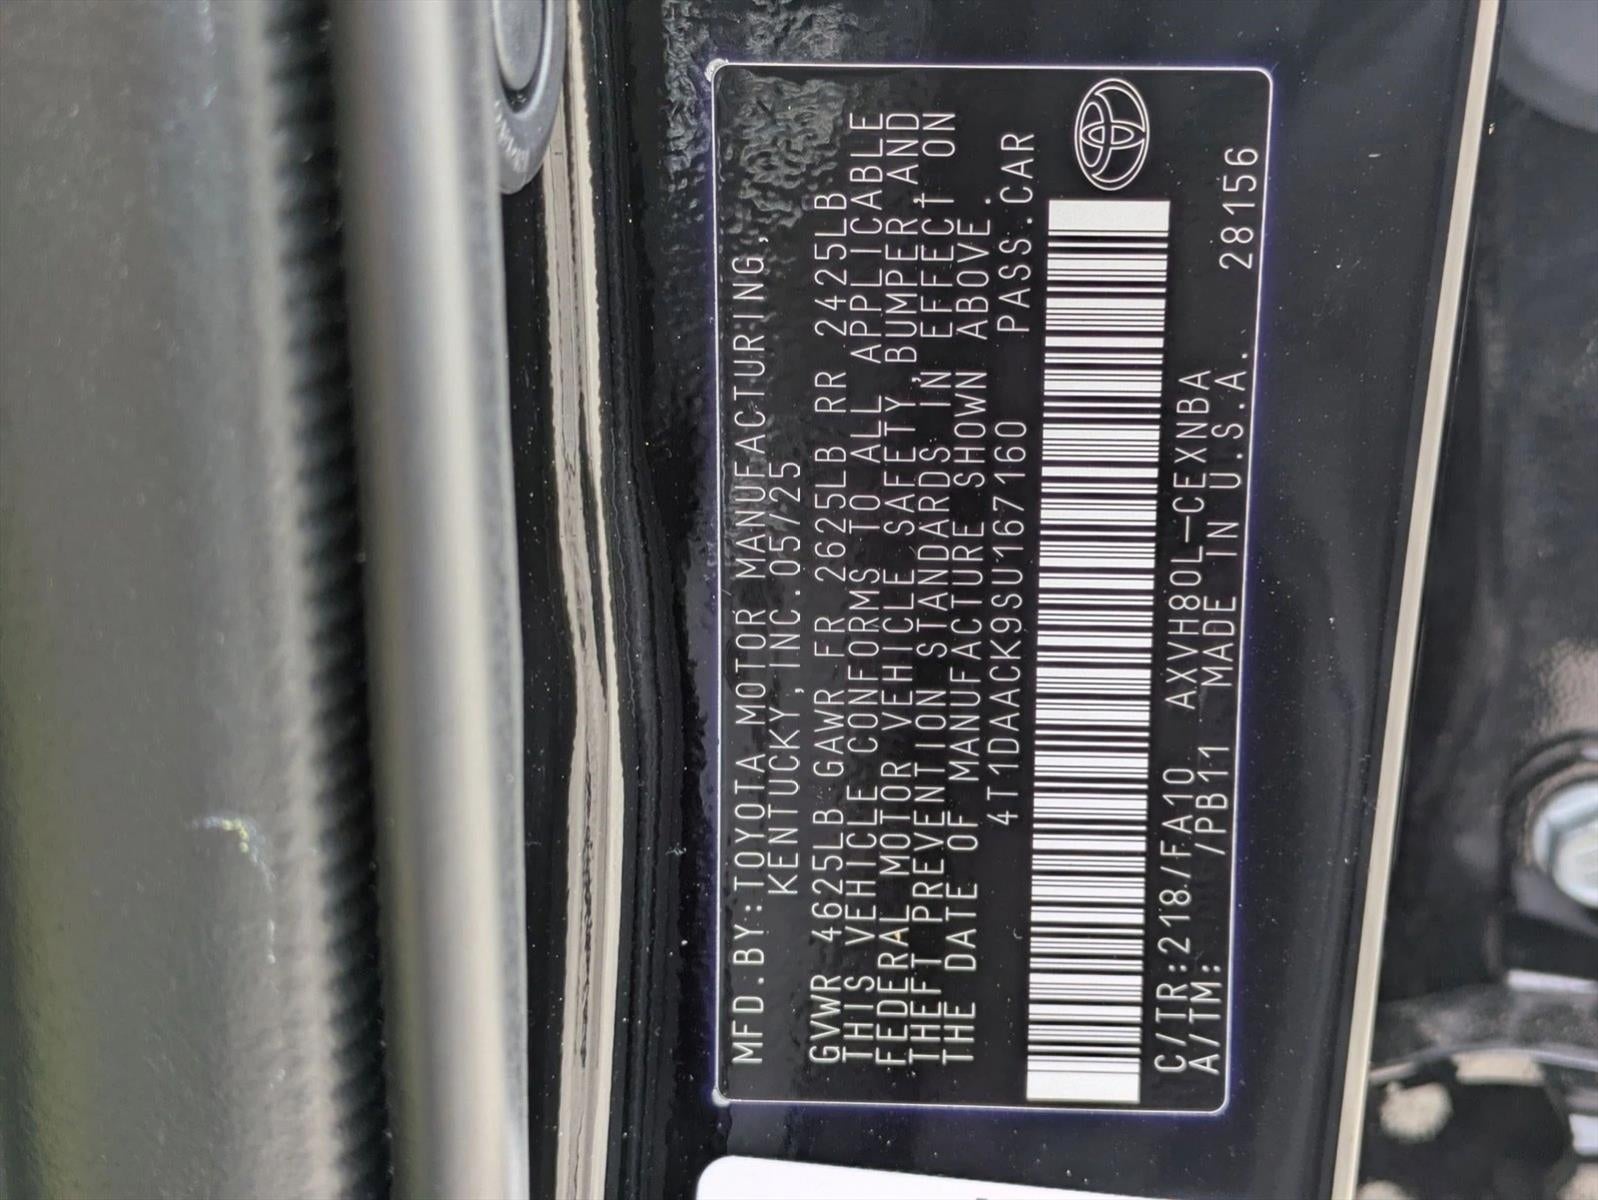 MFD.BY:TOYOTA MOTOR MANUFACTURING,
KENTUCKY,INC.05/25
GVWR 4625LB GAWR FR 2625LB RR 2425LB
THIS VEHICLE CONFORMS TO ALL APPLICABLE
FEDERAL MOTOR VEHICLE SAFETY,BUMPER,AND
THEFT PREVENTION STANDARDS IN EFFECT ON
THE DATE OF MANUFACTURE SHOWN ABOVE.
4T1DAACK9SU167160 PASS.CAR
C/TR:218/FA10 AXVH80L-CEXNBA
A/TM: /PB11 MADE IN U.S.A. 28156